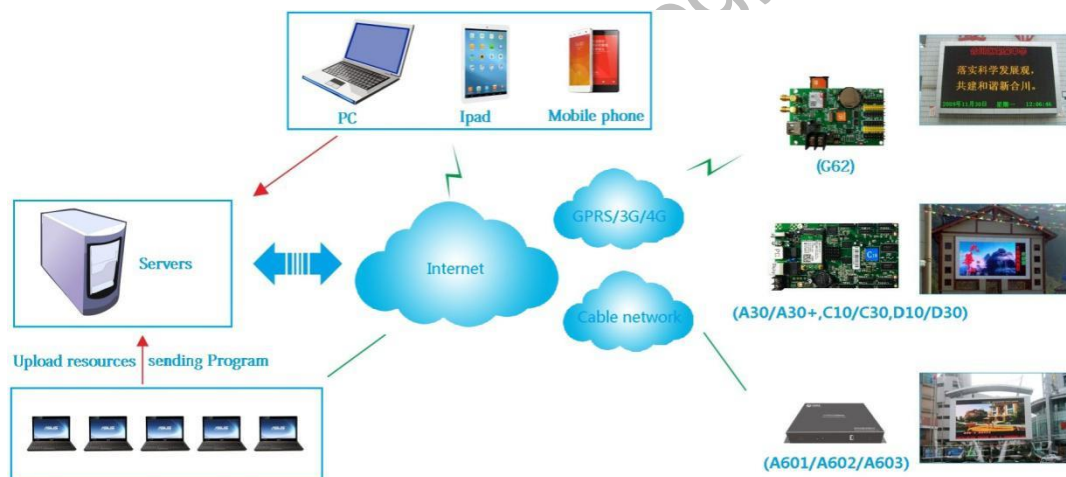 PC
Ipad
Mobile phone
(G62)
落实科学发展观，
共建和谐新合川。
GPRS/3G/4G
Servers
Internet
Cable network
(A30/A30+,C10/C30,D10/D30)
Upload resources
sending Program
(A601/A602/A603)